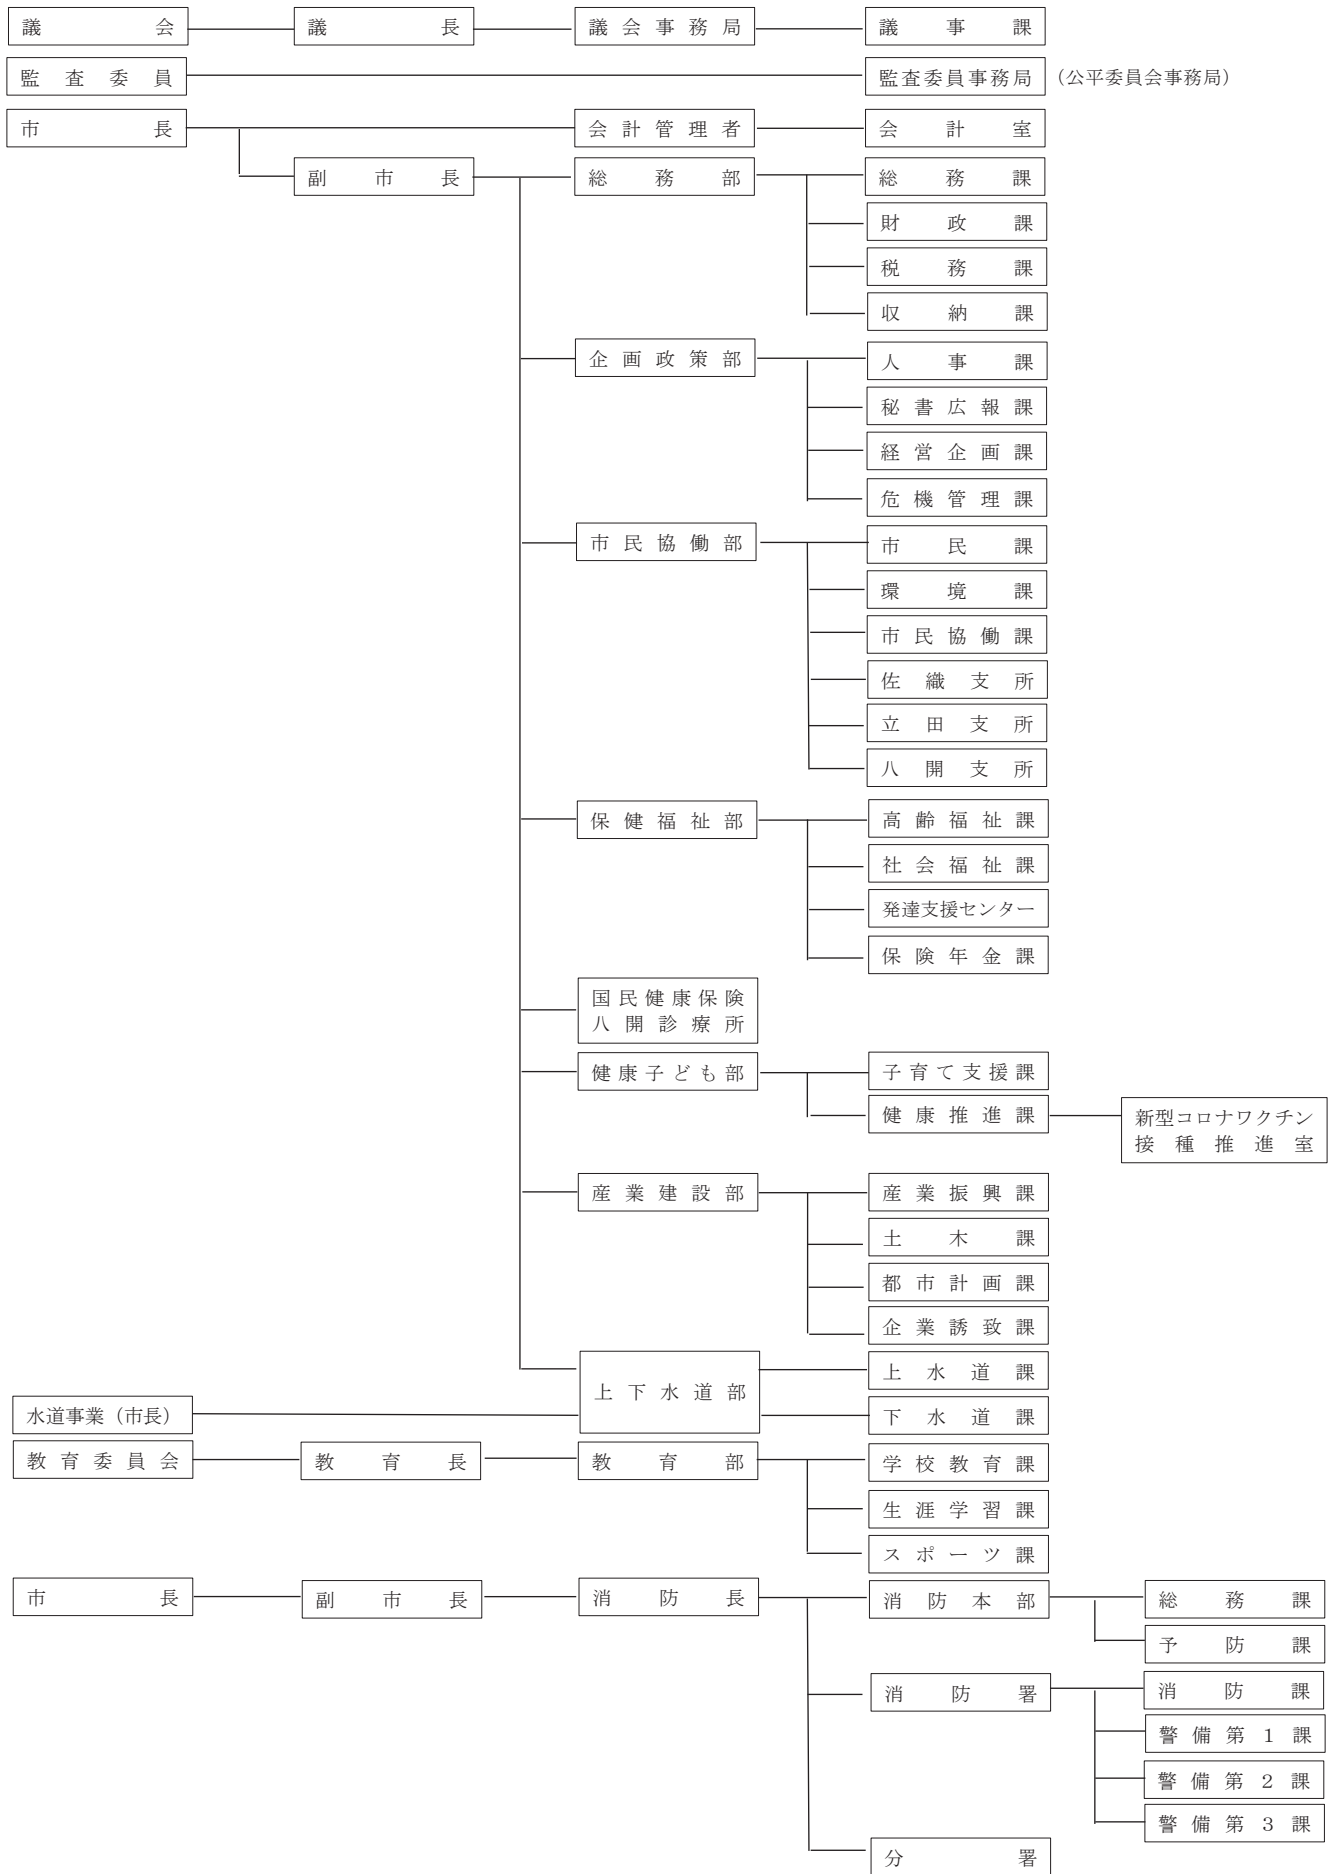 議会 議長 議会事務局 議事課
監査委員 監査委員事務局 (公平委員会事務局)
市長 会計管理者 会計室
副市長 総務部 総務課
財政課
税務課
収納課
企画政策部 人事課
秘書広報課
経営企画課
危機管理課
市民協働部 市民課
環境課
市民協働課
佐織支所
立田支所
八開支所
保健福祉部 高齢福祉課
社会福祉課
発達支援センター
保険年金課
国民健康保険
八開診療所
健康子ども部 子育て支援課
健康推進課 新型コロナワクチン
接種推進室
産業建設部 産業振興課
土木課
都市計画課
企業誘致課
上下水道部 上水道課
水道事業(市長) 下水道課
教育委員会 教育長 教育部 学校教育課
生涯学習課
スポーツ課
市長 副市長 消防長 消防本部 総務課
予防課
消防署 消防課
警備第1課
警備第2課
警備第3課
分署